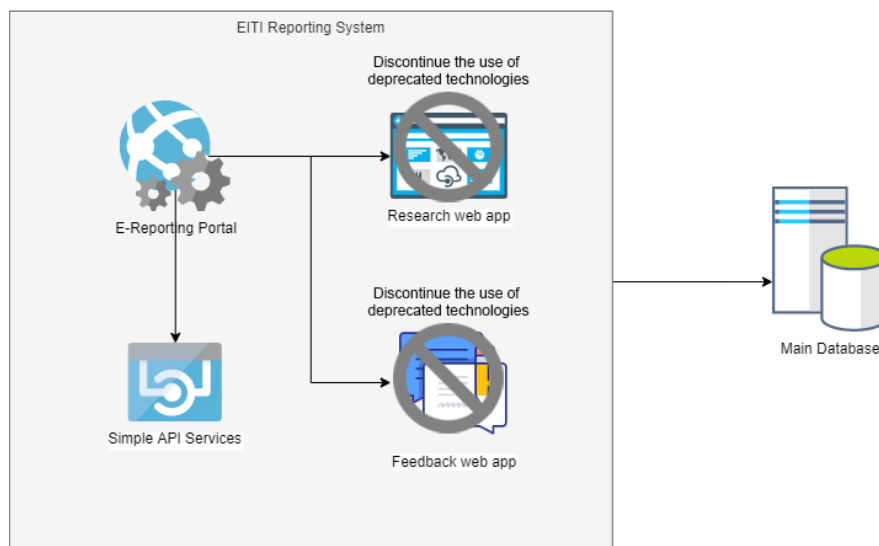 EITI Reporting System
Discontinue the use of
deprecated technologies
Research web app
E-Reporting Portal
Discontinue the use of
deprecated technologies
Main Database
Simple API Services
Feedback web app